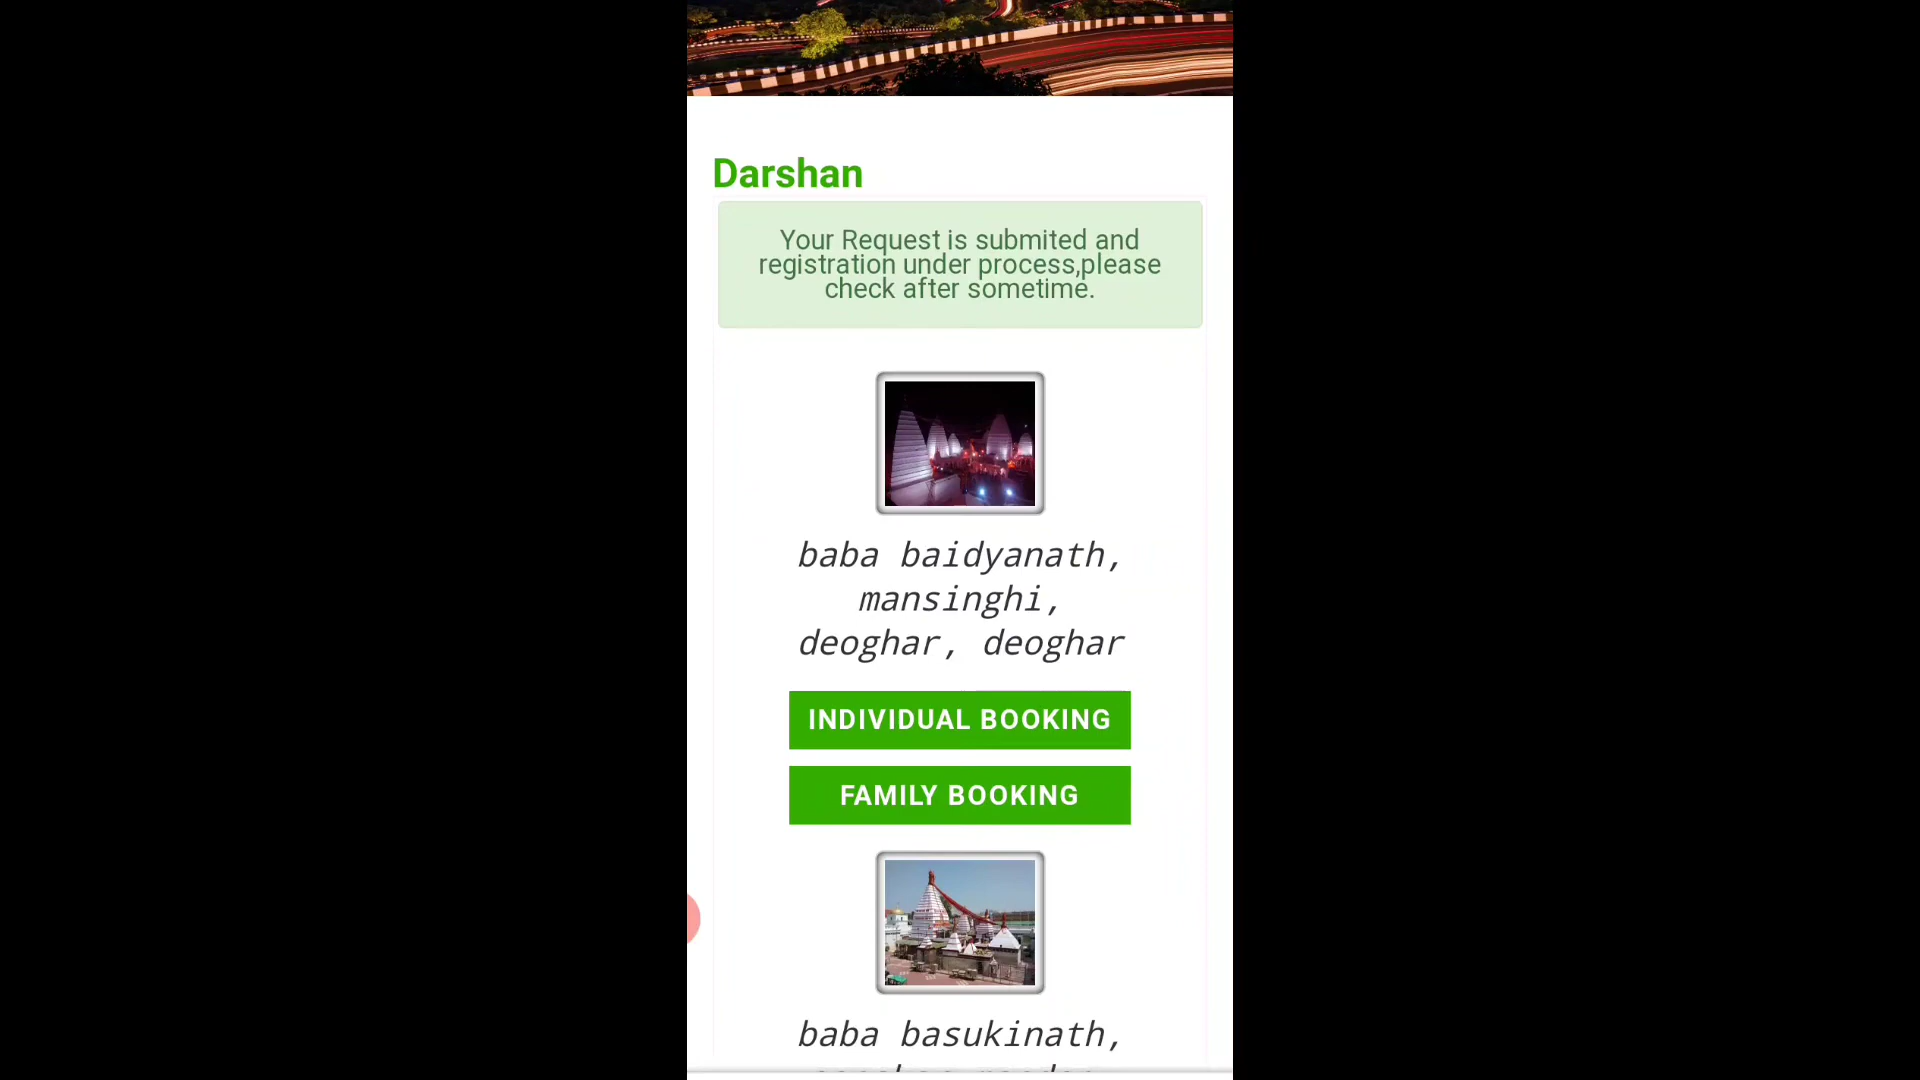 Darshan
Your Request is submited and
registration under process,please
check after sometime.
baba baidyanath,
mansinghi,
deoghar, deoghar
INDIVIDUAL BOOKING
FAMILY BOOKING
baba basukinath,